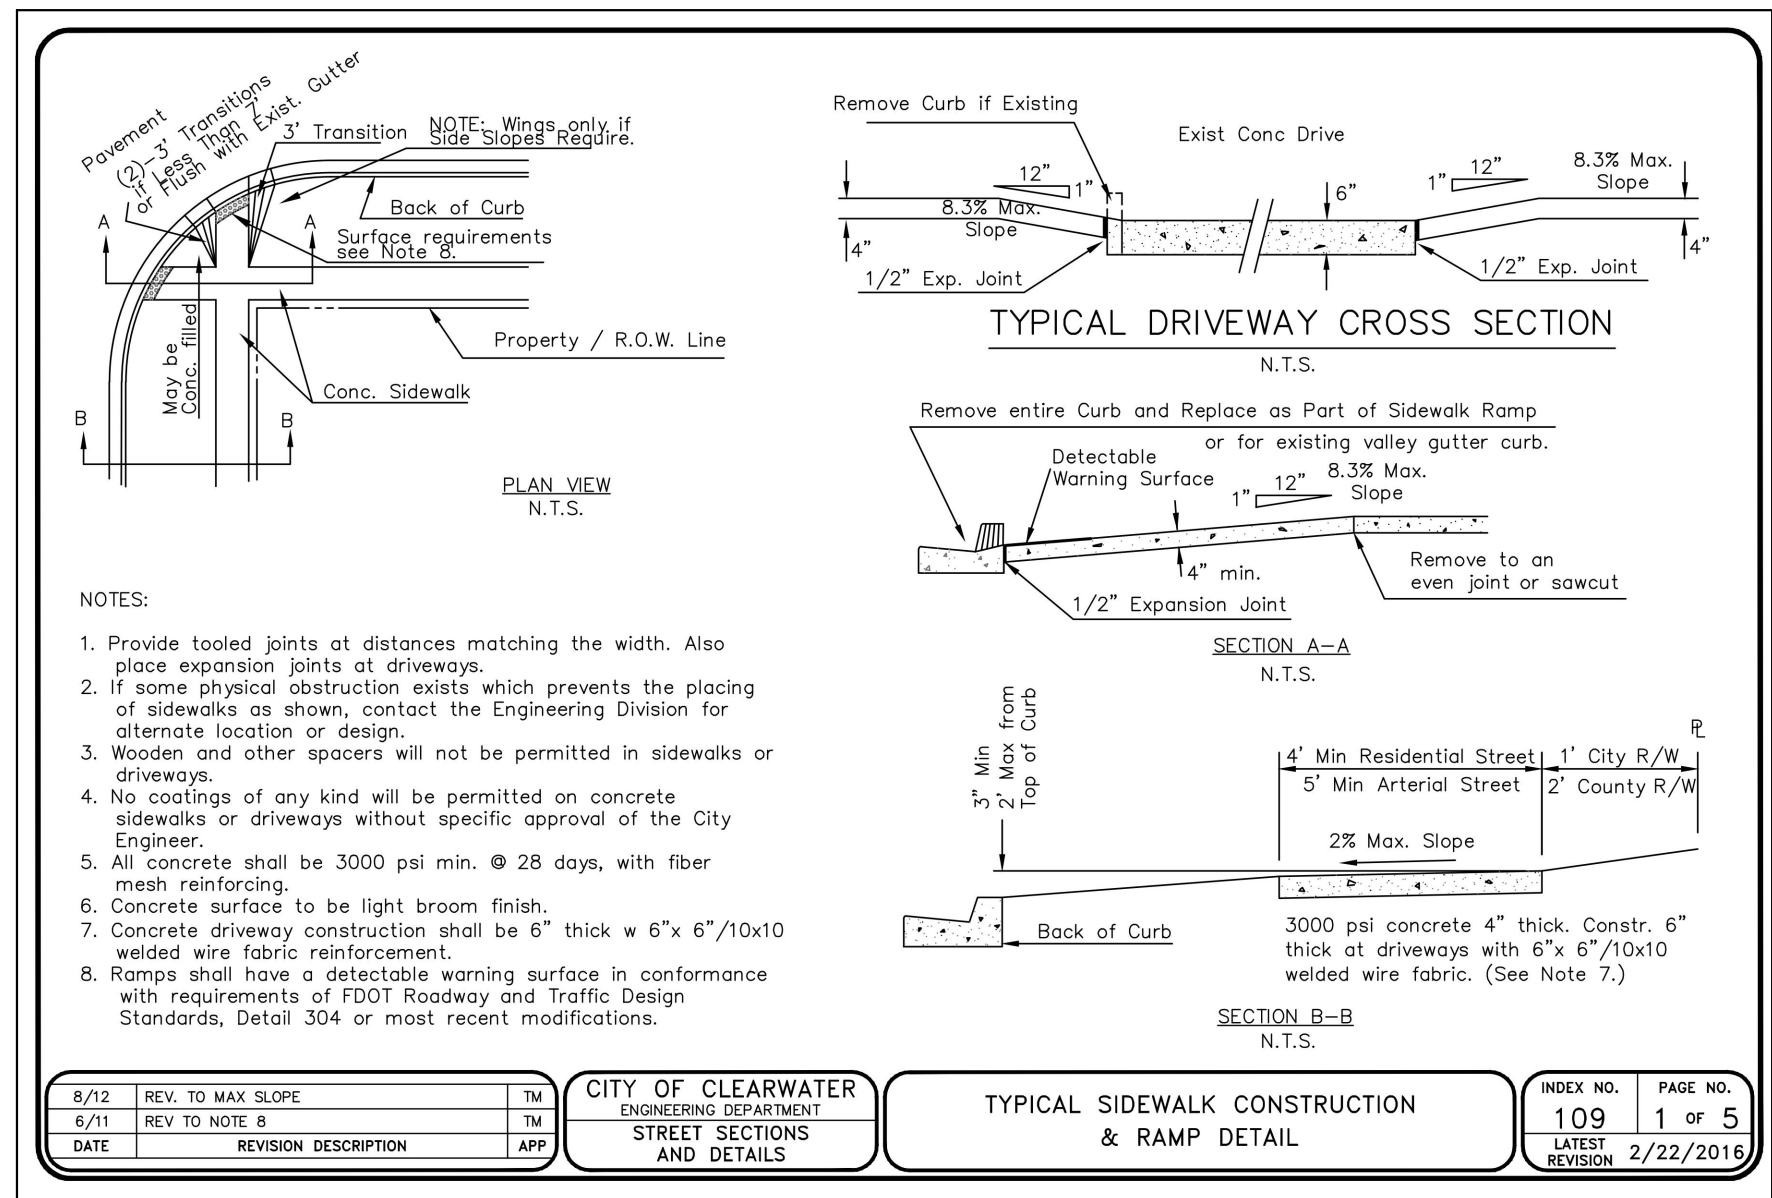 Pavement
(2)-3' Transitions
if Less Than 7'
or Flush with Exist. Gutter
3' Transition
NOTE: Wings only if
Side Slopes Require.
Back of Curb
Surface requirements
see Note 8.
A
A
May be
Conc. filled
Property / R.O.W. Line
Conc. Sidewalk
B
B
PLAN VIEW
N.T.S.
Remove Curb if Existing
Exist Conc Drive
12”
1”
8.3% Max.
Slope
4”
6”
1”
12”
8.3% Max.
Slope
4”
1/2” Exp. Joint
1/2” Exp. Joint
TYPICAL DRIVEWAY CROSS SECTION
N.T.S.
Remove entire Curb and Replace as Part of Sidewalk Ramp
or for existing valley gutter curb.
Detectable
Warning Surface
1”
12”
8.3% Max.
Slope
4” min.
1/2” Expansion Joint
Remove to an
even joint or sawcut
SECTION A-A
N.T.S.
3” Min
2' Max from
Top of Curb
4' Min Residential Street
5' Min Arterial Street
1' City R/W
2' County R/W
PL
2% Max. Slope
Back of Curb
3000 psi concrete 4” thick. Constr. 6”
thick at driveways with 6”x 6”/10x10
welded wire fabric. (See Note 7.)
SECTION B-B
N.T.S.
NOTES:
1. Provide tooled joints at distances matching the width. Also
place expansion joints at driveways.
2. If some physical obstruction exists which prevents the placing
of sidewalks as shown, contact the Engineering Division for
alternate location or design.
3. Wooden and other spacers will not be permitted in sidewalks or
driveways.
4. No coatings of any kind will be permitted on concrete
sidewalks or driveways without specific approval of the City
Engineer.
5. All concrete shall be 3000 psi min. @ 28 days, with fiber
mesh reinforcing.
6. Concrete surface to be light broom finish.
7. Concrete driveway construction shall be 6” thick w 6”x 6”/10x10
welded wire fabric reinforcement.
8. Ramps shall have a detectable warning surface in conformance
with requirements of FDOT Roadway and Traffic Design
Standards, Detail 304 or most recent modifications.
8/12 REV. TO MAX SLOPE TM
6/11 REV TO NOTE 8 TM
DATE REVISION DESCRIPTION APP
CITY OF CLEARWATER
ENGINEERING DEPARTMENT
STREET SECTIONS
AND DETAILS
TYPICAL SIDEWALK CONSTRUCTION
& RAMP DETAIL
INDEX NO.
109
PAGE NO.
1 OF 5
LATEST
REVISION
2/22/2016